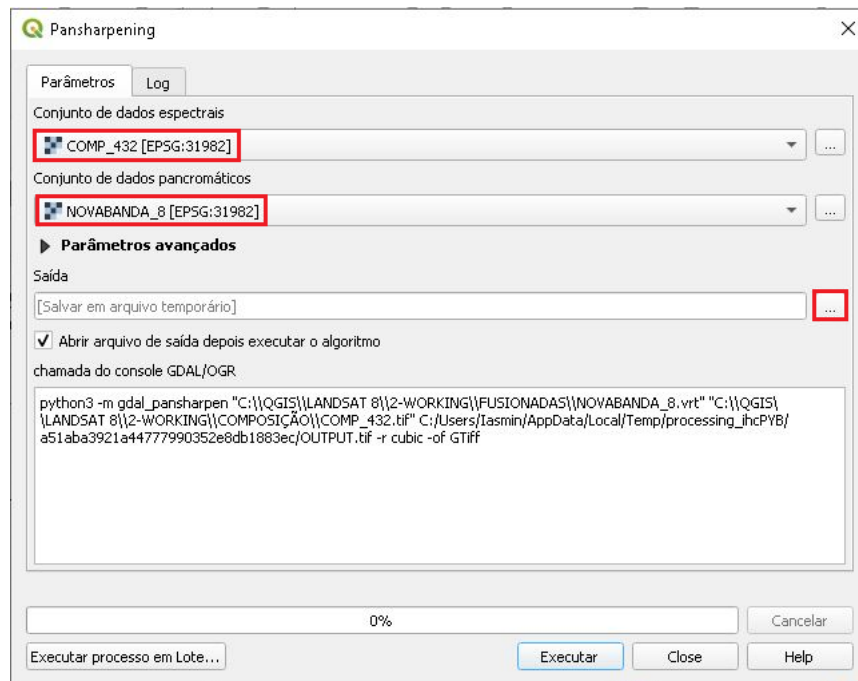 Pansharpening
Parâmetros
Log
Conjunto de dados espectrais
COMP_432 [EPSG:31982]
...
Conjunto de dados pancromáticos
NOVABANDA_8 [EPSG:31982]
...
Parâmetros avançados
Saída
[Salvar em arquivo temporário]
...
Abrir arquivo de saída depois executar o algoritmo
chamada do console GDAL/OGR
python3 -m gdal_pansharpen "C:\\QGIS\\LANDSAT 8\\2-WORKING\\FUSIONADAS\\NOVABANDA_8.vrt" "C:\\QGIS\
\LANDSAT 8\\2-WORKING\\COMPOSIÇÃO\\COMP_432.tif" C:/Users/Iasmin/AppData/Local/Temp/processing_ihcPYB/
a51aba3921a44777990352e8db1883ec/OUTPUT.tif -r cubic -of GTiff
0%
Cancelar
Executar processo em Lote...
Executar
Close
Help